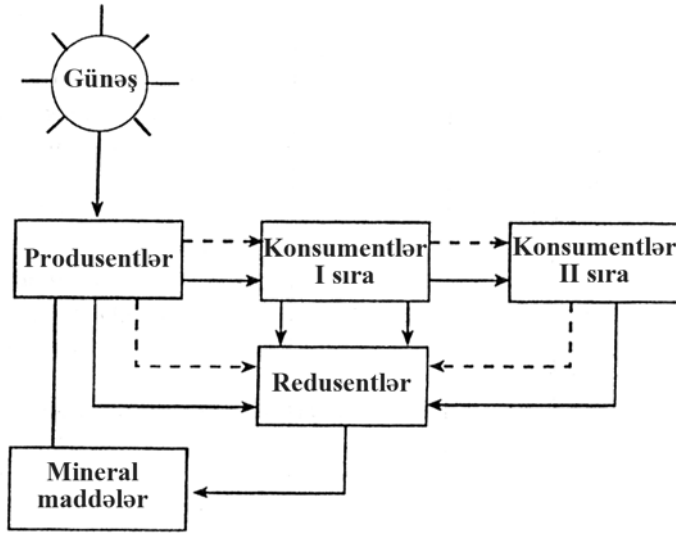 Günəş
Produsentlər
Konsumentlər
I sıra
Konsumentlər
II sıra
Redusentlər
Mineral
maddələr